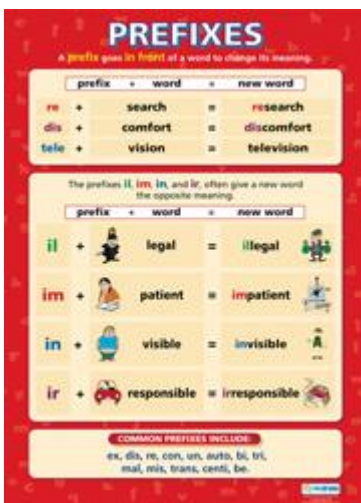 PREFIXES
A prefix goes in front of a word to change its meaning.
prefix + word = new word
re + search = research
dis + comfort = discomfort
tele + vision = television
The prefixes il, im, in, and ir, often give a new word
the opposite meaning.
prefix + word = new word
il + legal = illegal
im + patient = impatient
in + visible = invisible
ir + responsible = irresponsible
COMMON PREFIXES INCLUDE:
ex, dis, re, con, un, auto, bi, tri,
mal, mis, trans, centi, be.